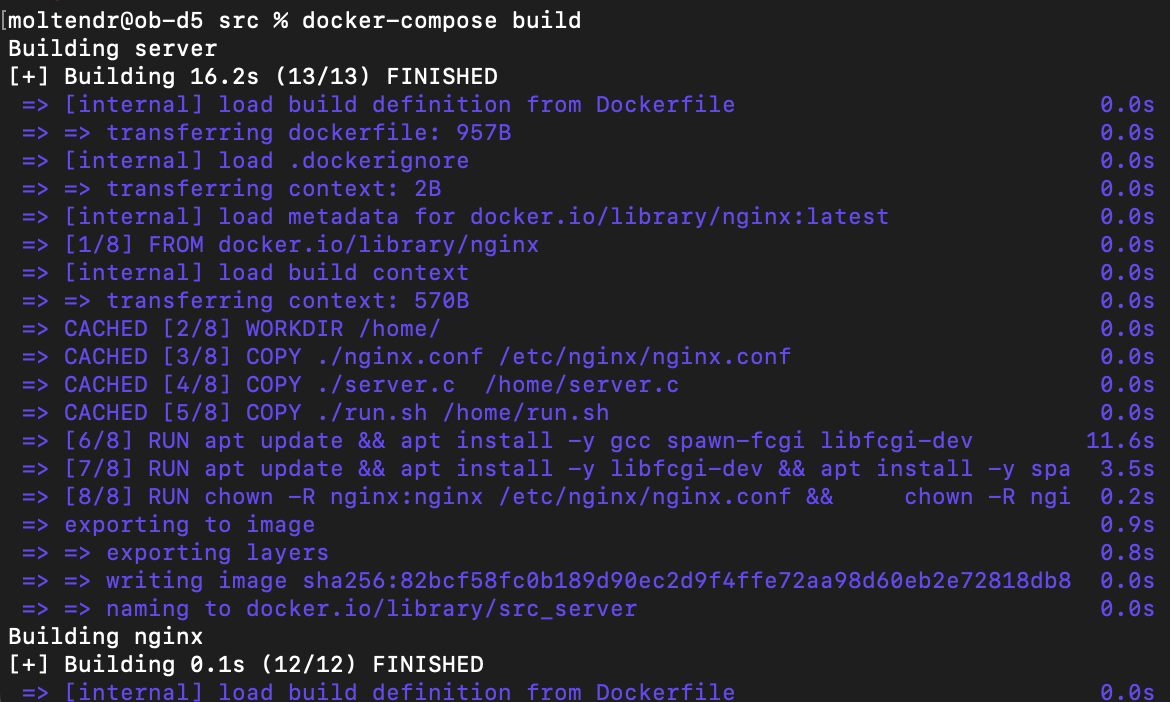 [moltendr@ob-d5 src % docker-compose build
Building server
[+] Building 16.2s (13/13) FINISHED
=> [internal] load build definition from Dockerfile 0.0s
=> => transferring dockerfile: 957B 0.0s
=> [internal] load .dockerignore 0.0s
=> => transferring context: 2B 0.0s
=> [internal] load metadata for docker.io/library/nginx:latest 0.0s
=> [1/8] FROM docker.io/library/nginx 0.0s
=> [internal] load build context 0.0s
=> => transferring context: 570B 0.0s
=> CACHED [2/8] WORKDIR /home/ 0.0s
=> CACHED [3/8] COPY ./nginx.conf /etc/nginx/nginx.conf 0.0s
=> CACHED [4/8] COPY ./server.c  /home/server.c 0.0s
=> CACHED [5/8] COPY ./run.sh /home/run.sh 0.0s
=> [6/8] RUN apt update && apt install -y gcc spawn-fcgi libfcgi-dev 11.6s
=> [7/8] RUN apt update && apt install -y libfcgi-dev && apt install -y spa 3.5s
=> [8/8] RUN chown -R nginx:nginx /etc/nginx/nginx.conf &&     chown -R ngi 0.2s
=> exporting to image 0.9s
=> => exporting layers 0.8s
=> => writing image sha256:82bcf58fc0b189d90ec2d9f4ffe72aa98d60eb2e72818db8 0.0s
=> => naming to docker.io/library/src_server 0.0s
Building nginx
[+] Building 0.1s (12/12) FINISHED
=> [internal] load build definition from Dockerfile 0.0s